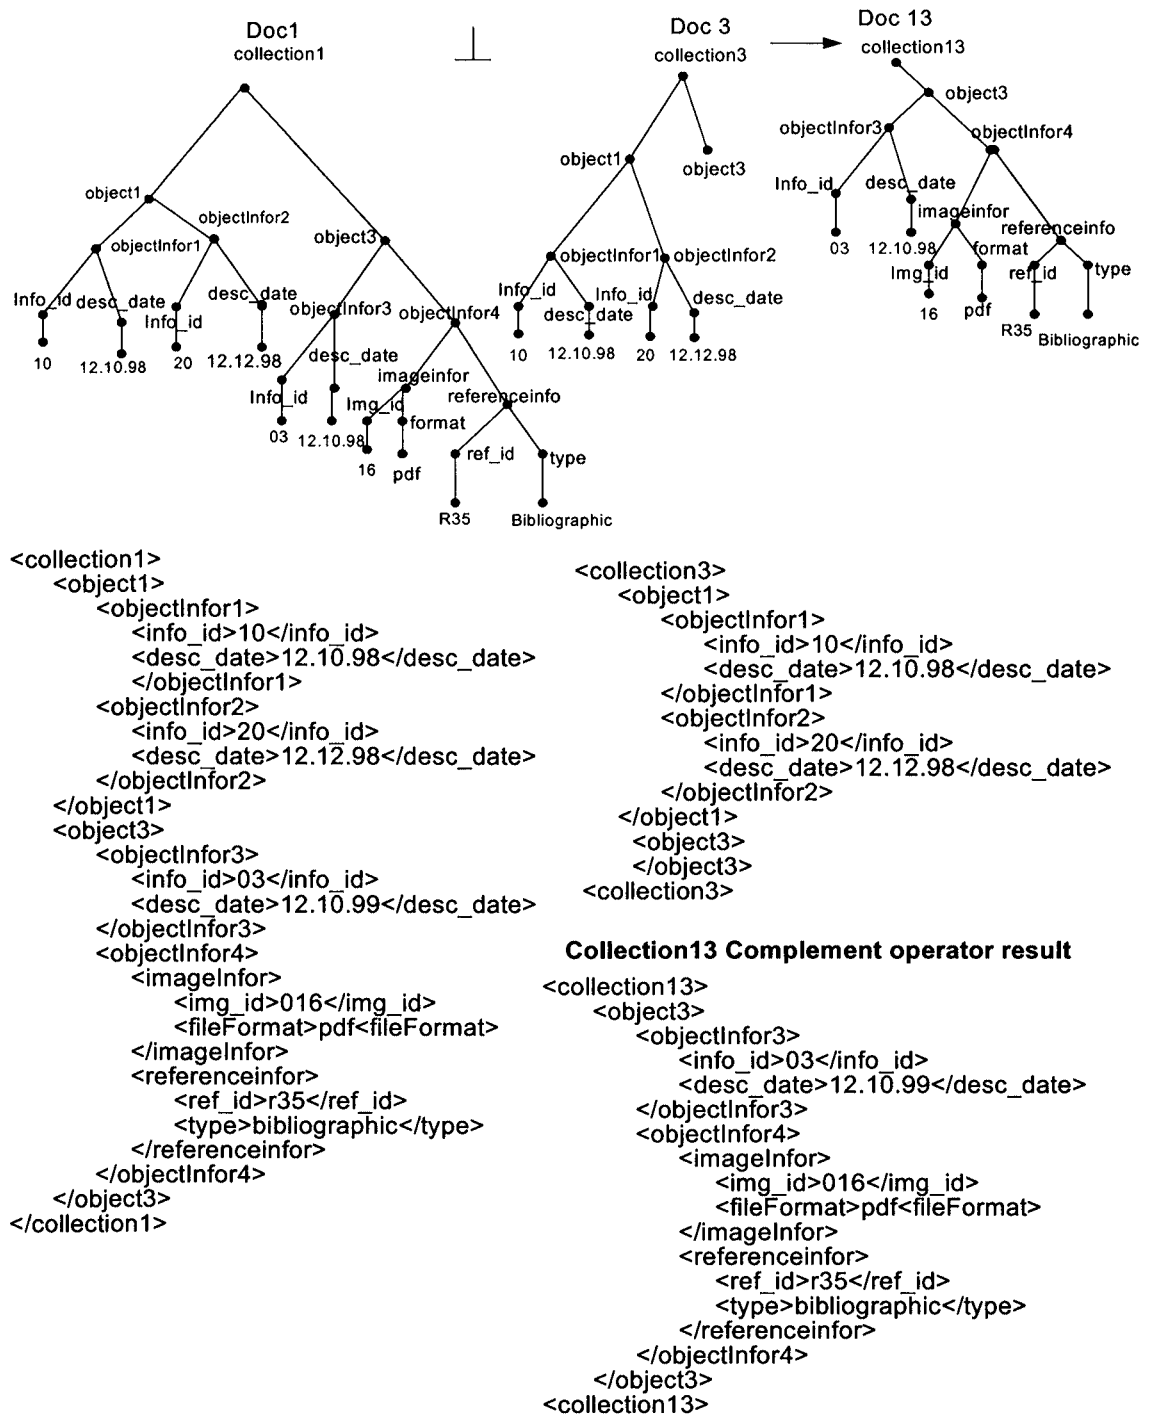 Doc1
collection1
Doc 3
collection3
Doc 13
collection13
object1
objectInfor1
objectInfor2
Info_id
desc_date
Info_id
desc_date
10
12.10.98
20
12.12.98
object3
objectInfor3
objectInfor4
desc_date
Info_id
03
12.10.98
imageinfor
Img_id
format
16
pdf
referenceinfo
ref_id
type
R35
Bibliographic
object1
object3
objectInfor1
objectInfor2
Info_id
desc_date
Info_id
desc_date
10
12.10.98
20
12.12.98
object3
objectInfor3
objectInfor4
Info_id
desc_date
03
12.10.98
imageinfor
Img_id
format
16
pdf
referenceinfo
ref_id
type
R35
Bibliographic
<collection1>
<object1>
<objectInfor1>
<info_id>10</info_id>
<desc_date>12.10.98</desc_date>
</objectInfor1>
<objectInfor2>
<info_id>20</info_id>
<desc_date>12.12.98</desc_date>
</objectInfor2>
</object1>
<object3>
<objectInfor3>
<info_id>03</info_id>
<desc_date>12.10.99</desc_date>
</objectInfor3>
<objectInfor4>
<imageInfor>
<img_id>016</img_id>
<fileFormat>pdf<fileFormat>
</imageInfor>
<referenceinfor>
<ref_id>r35</ref_id>
<type>bibliographic</type>
</referenceinfor>
</objectInfor4>
</object3>
</collection1>
<collection3>
<object1>
<objectInfor1>
<info_id>10</info_id>
<desc_date>12.10.98</desc_date>
</objectInfor1>
<objectInfor2>
<info_id>20</info_id>
<desc_date>12.12.98</desc_date>
</objectInfor2>
</object1>
<object3>
</object3>
<collection3>
Collection13 Complement operator result
<collection13>
<object3>
<objectInfor3>
<info_id>03</info_id>
<desc_date>12.10.99</desc_date>
</objectInfor3>
<objectInfor4>
<imageInfor>
<img_id>016</img_id>
<fileFormat>pdf<fileFormat>
</imageInfor>
<referenceinfor>
<ref_id>r35</ref_id>
<type>bibliographic</type>
</referenceinfor>
</objectInfor4>
</object3>
<collection13>